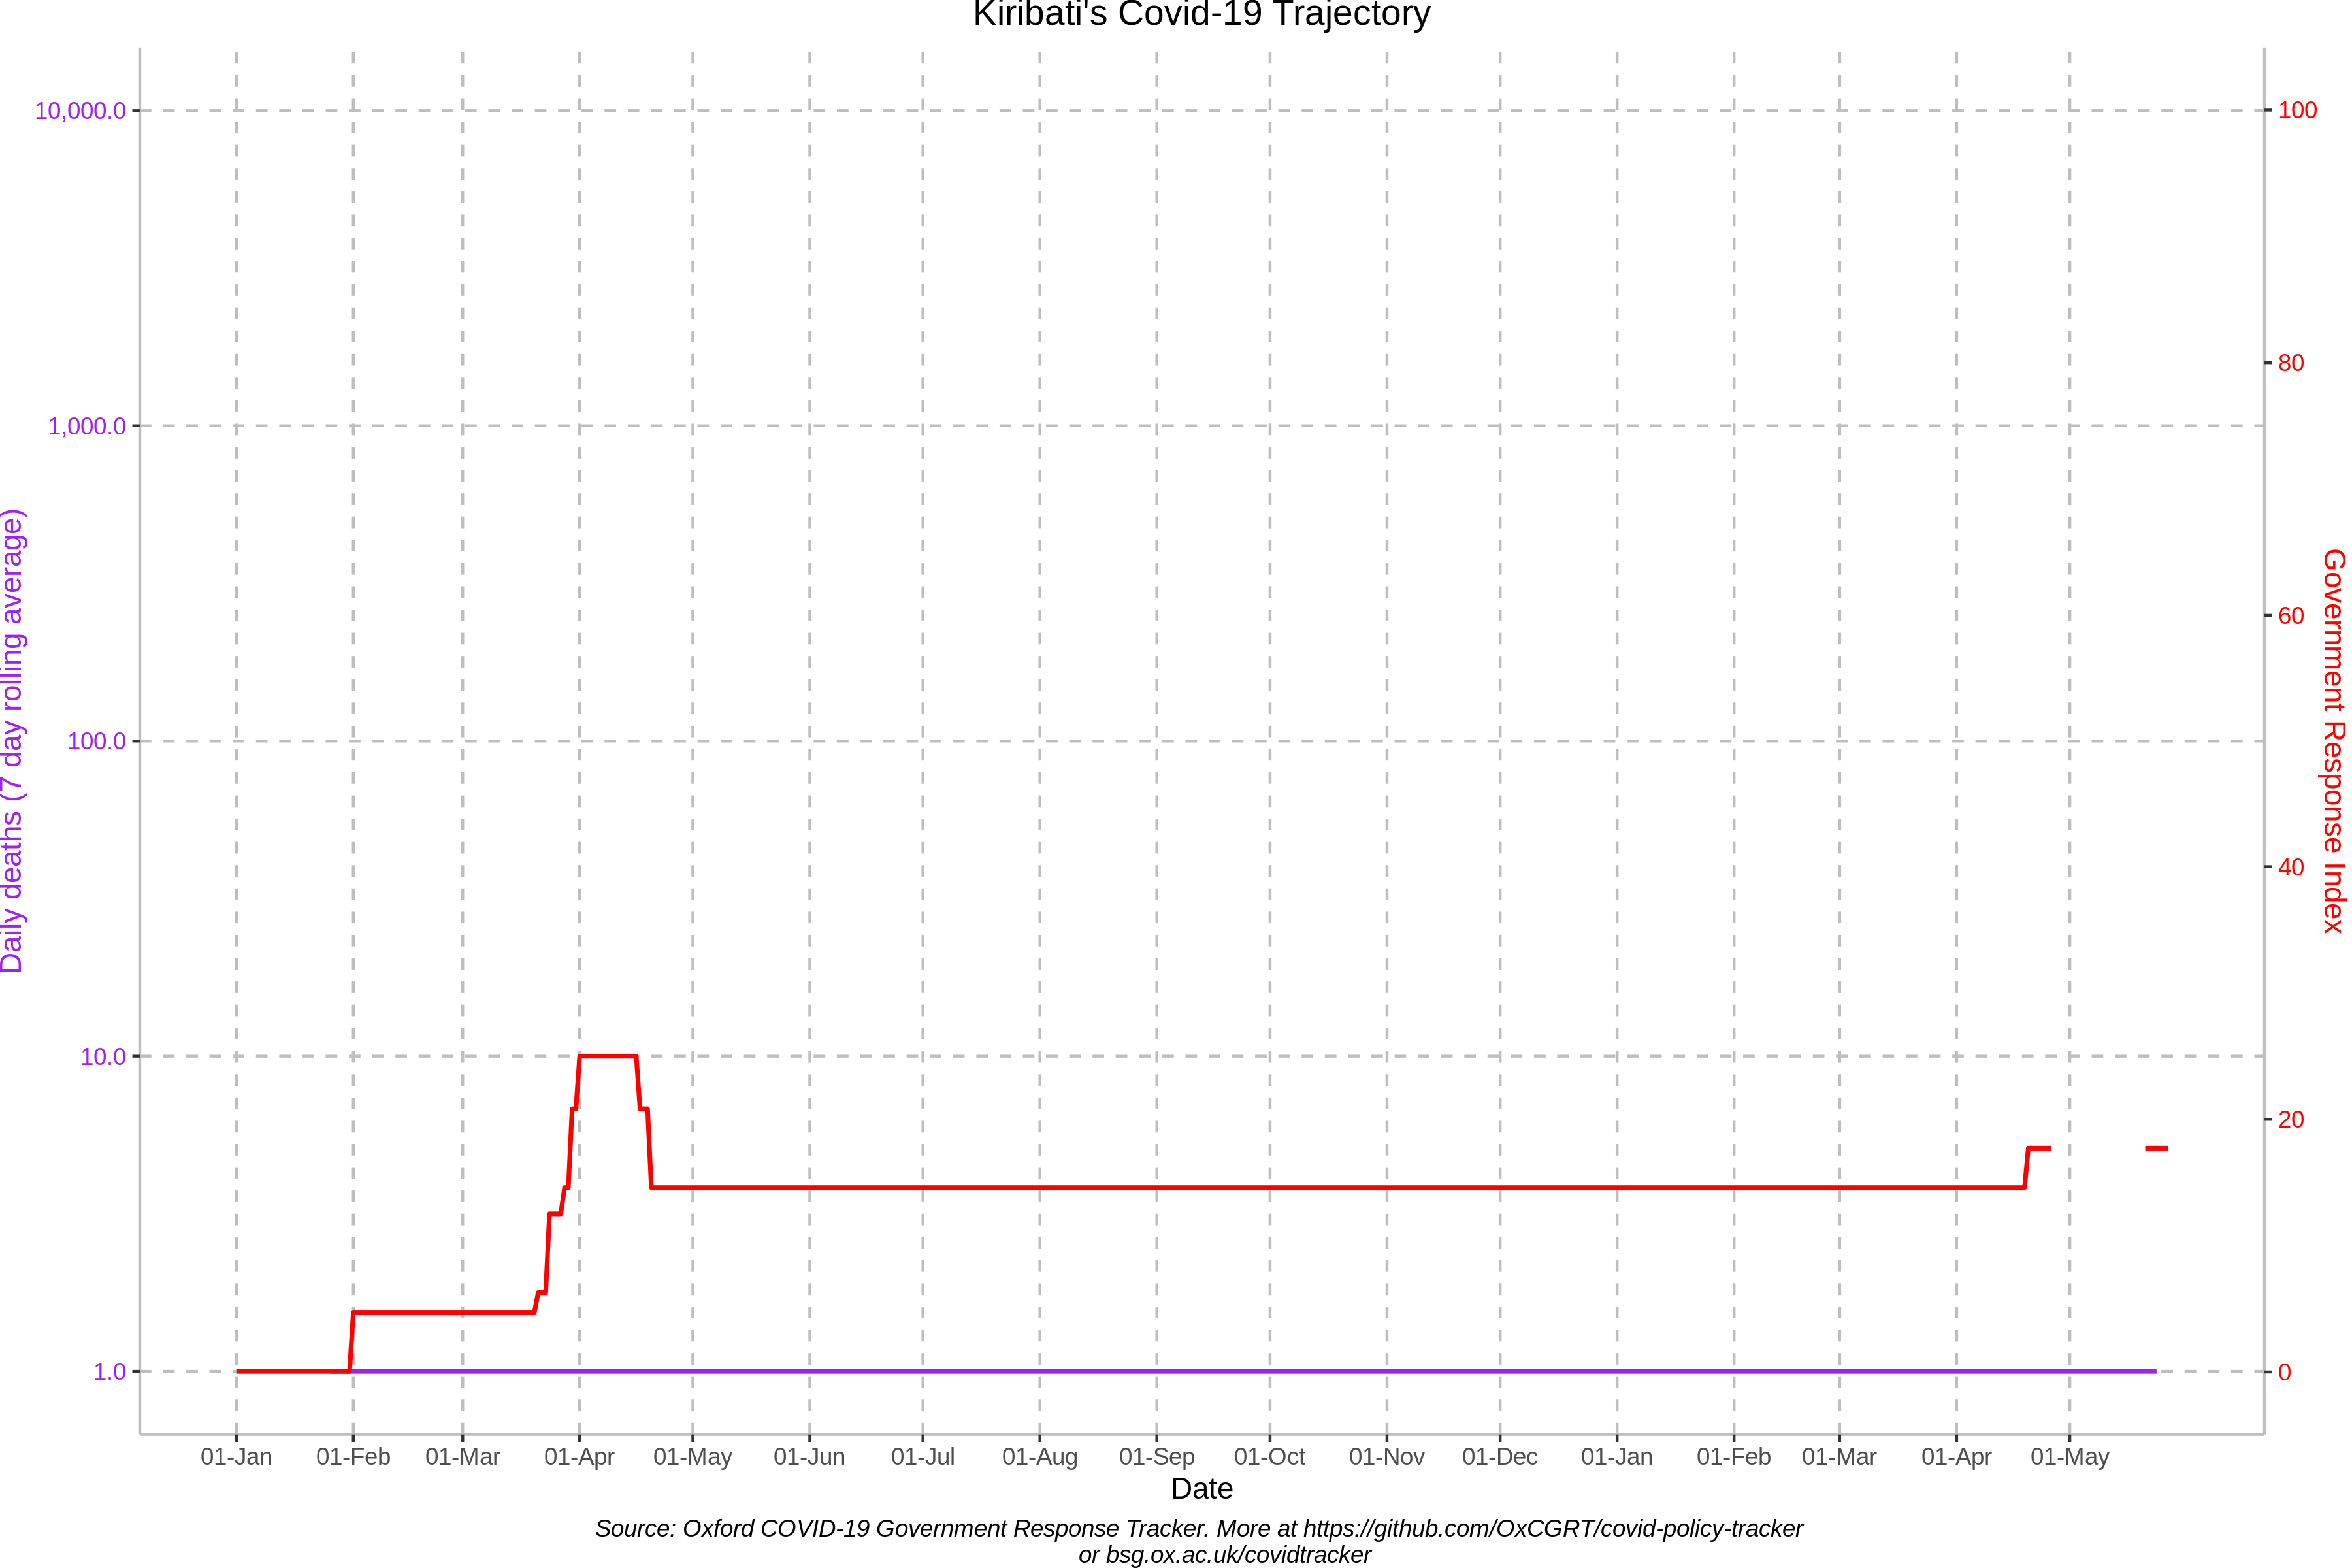 Kiribati's Covid-19 Trajectory
10,000.0
1,000.0
100.0
10.0
1.0
Daily deaths (7 day rolling average)
100
80
60
40
20
0
Government Response Index
01-Jan 01-Feb 01-Mar 01-Apr 01-May 01-Jun 01-Jul 01-Aug 01-Sep 01-Oct 01-Nov 01-Dec 01-Jan 01-Feb 01-Mar 01-Apr 01-May
Date
Source: Oxford COVID-19 Government Response Tracker. More at https://github.com/OxCGRT/covid-policy-tracker
or bsg.ox.ac.uk/covidtracker